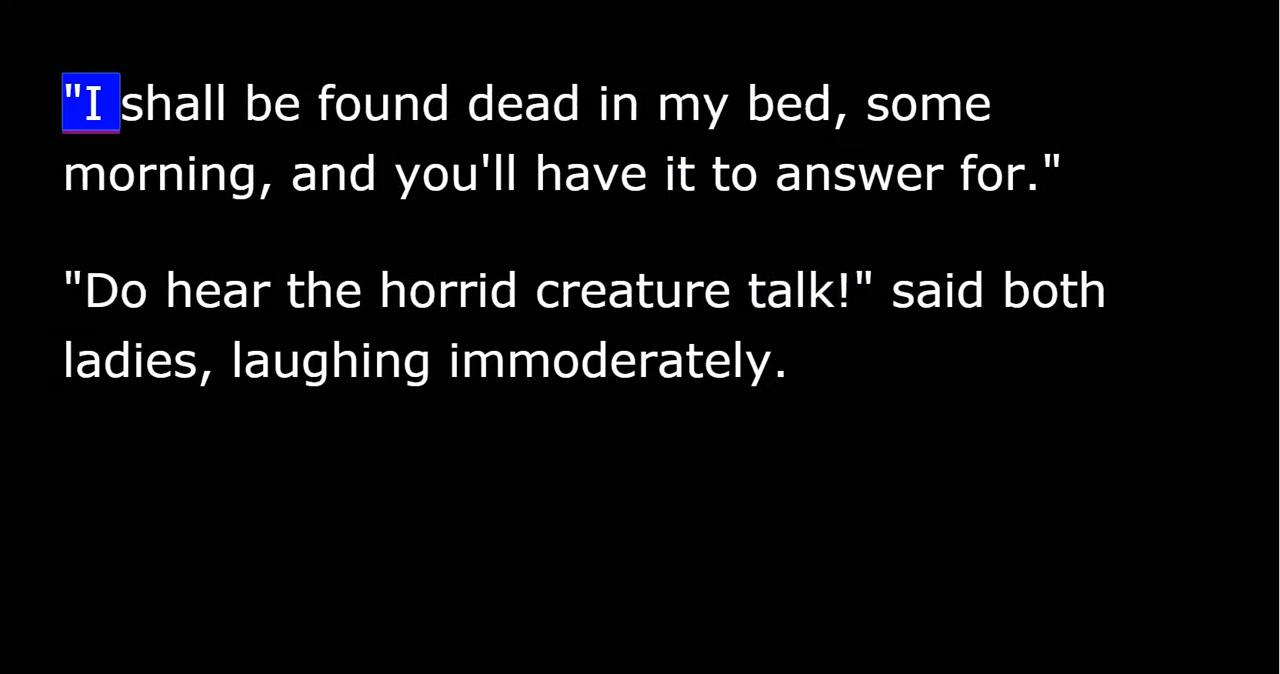 "I shall be found dead in my bed, some
morning, and you'll have it to answer for."
"Do hear the horrid creature talk!" said both
ladies, laughing immoderately.